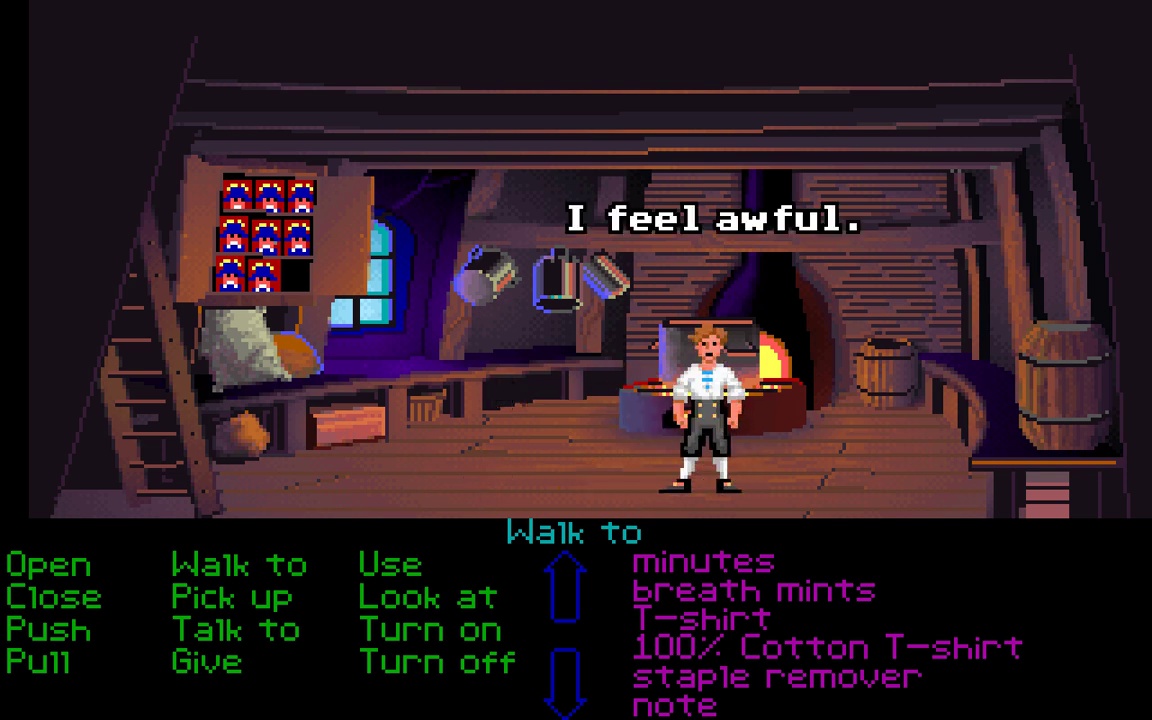 I feel awful.
Walk to
Open Walk to Use
Close Pick up Look at
Push Talk to Turn on
Pull Give Turn off
minutes
breath mints
T-shirt
100% Cotton T-shirt
staple remover
note